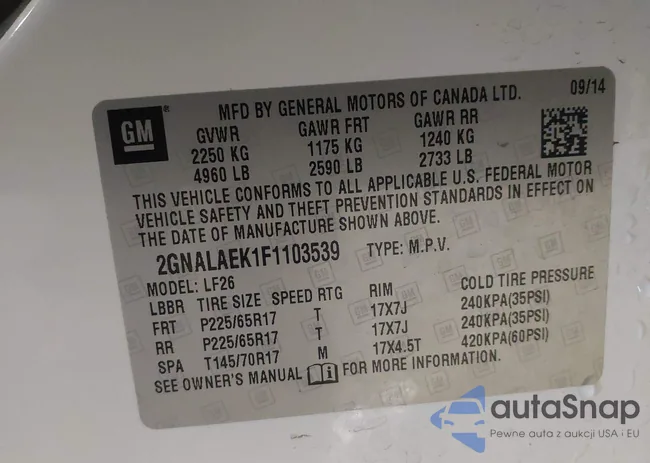 GM
MFD BY GENERAL MOTORS OF CANADA LTD. 09/14
GVWR GAWR FRT GAWR RR
2250 KG 1175 KG 1240 KG
4960 LB 2590 LB 2733 LB
THIS VEHICLE CONFORMS TO ALL APPLICABLE U.S. FEDERAL MOTOR
VEHICLE SAFETY AND THEFT PREVENTION STANDARDS IN EFFECT ON
THE DATE OF MANUFACTURE SHOWN ABOVE.
2GNALAEK1F1103539 TYPE: M.P.V.
MODEL: LF26
LBBR TIRE SIZE SPEED RTG RIM COLD TIRE PRESSURE
FRT P225/65R17 T 17X7J 240KPA(35PSI)
RR P225/65R17 T 17X7J 240KPA(35PSI)
SPA T145/70R17 M 17X4.5T 420KPA(60PSI)
SEE OWNER'S MANUAL FOR MORE INFORMATION.
autaSnap
Pewne auta z aukcji USA i EU